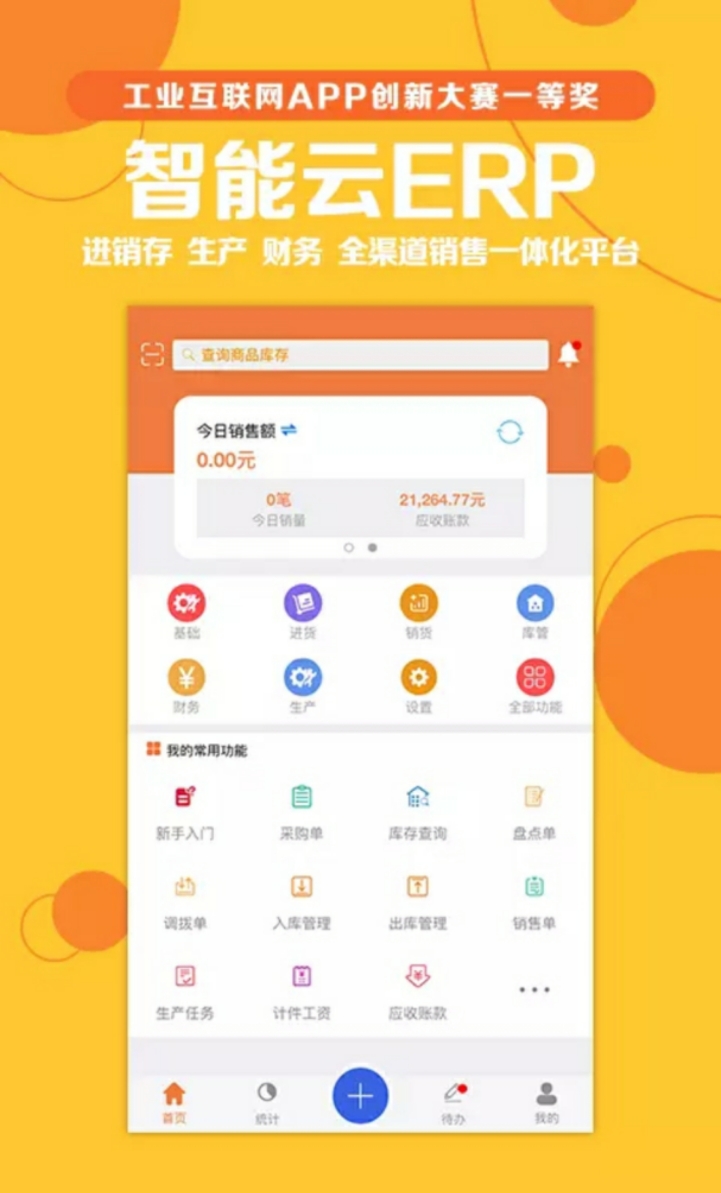 工业互联网APP创新大赛一等奖
智能云ERP
进销存 生产 财务 全渠道销售一体化平台
查询商品库存
今日销售额
0.00元
0笔 21,264.77元
今日销量 应收账款
基础 进货 销货 库管
财务 生产 设置 全部功能
我的常用功能
新手入门 采购单 库存查询 盘点单
调拨单 入库管理 出库管理 销售单
生产任务 计件工资 应收账款
首页 统计 待办 我的